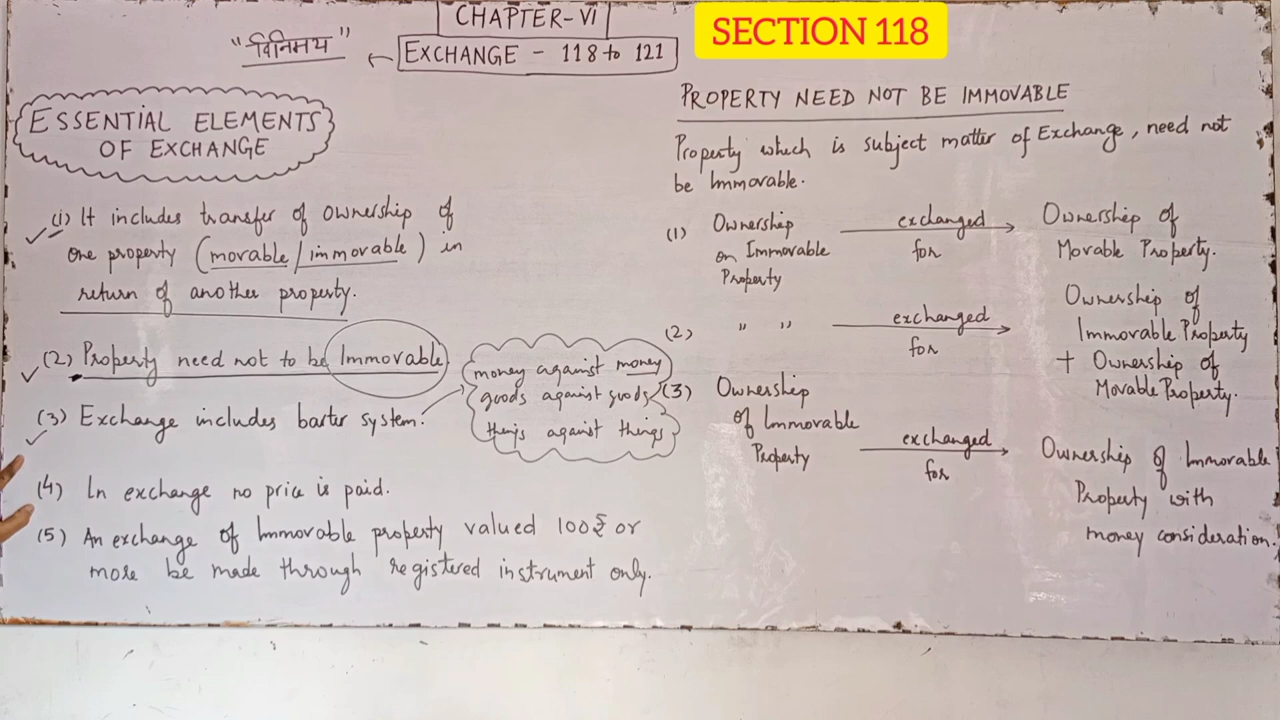 CHAPTER-VI
SECTION 118
"विनिमय"
EXCHANGE - 118 to 121
ESSENTIAL ELEMENTS
OF EXCHANGE
(1) It includes transfer of ownership of
one property (movable/immovable) in
return of another property.
(2) Property need not to be Immovable
(3) Exchange includes barter system.
money against money
goods against goods
things against things
(4) In exchange no price is paid.
(5) An exchange of Immovable property valued 100₹ or
more be made through registered instrument only.
PROPERTY NEED NOT BE IMMOVABLE
Property which is subject matter of Exchange, need not
be Immovable.
(1) Ownership
on Immovable
Property
exchanged
for
Ownership of
Movable Property.
(2) " "
exchanged
for
Ownership of
Immovable Property
+ Ownership of
Movable Property.
(3) Ownership
of Immovable
Property
exchanged
for
Ownership of Immovable
Property with
money consideration.